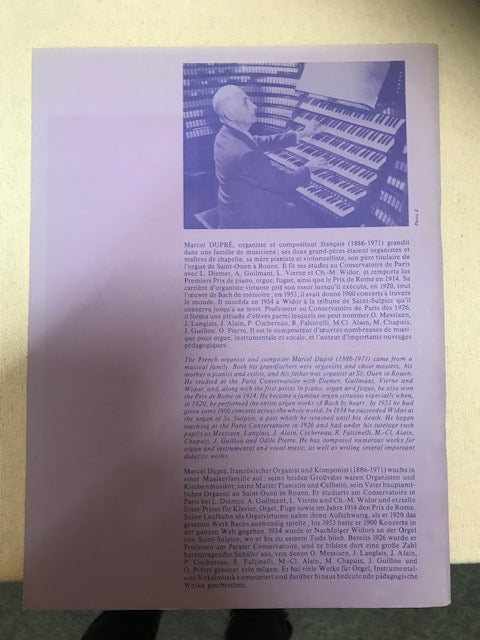 Photo X
Marcel DUPRÉ, organiste et compositeur français (1886-1971) grandit
dans une famille de musiciens; ses deux grand-pères étaient organistes et
maîtres de chapelle, sa mère pianiste et violoncelliste, son père titulaire de
l'orgue de Saint-Ouen à Rouen. Il fit ses études au Conservatoire de Paris
avec L. Diemer, A. Guilmant, L. Vierne et Ch.-M. Widor, et remporta les
Premiers Prix de piano, orgue, fugue, ainsi que le Prix de Rome en 1914. Sa
carrière d'organiste virtuose prit son essor lorsqu'il exécuta, en 1920, tout
l'œuvre de Bach de mémoire; en 1953, il avait donné 1900 concerts à travers
le monde. Il succéda en 1934 à Widor à la tribune de Saint-Sulpice qu'il
conserva jusqu'à sa mort. Professeur au Conservatoire de Paris dès 1926,
il forma une pléiade d'élèves parmi lesquels on peut nommer O. Messiaen,
J. Langlais, J. Alain, P. Cochereau, R. Falcinelli, M.Cl. Alain, M. Chapuis,
J. Guillou, O. Pierre. Il est le compositeur d'œuvres nombreuses de musi-
que pour orgue, instrumentale et vocale, et l'auteur d'importants ouvrages
pédagogiques.
The French organist and composer Marcel Dupré (1886-1971) came from a
musical family. Both his grandfathers were organists and choir masters, his
mother a pianist and cellist, and his father was organist at St. Ouen in Rouen.
He studied at the Paris Conservatory with Diemer, Guilmant, Vierne and
Widor, and, along with the first prizes in piano, organ and fugue, he also won
the Prix de Rome in 1914. He became a famous organ virtuoso especially when,
in 1920, he performed the entire organ works of Bach by heart; by 1953 he had
given some 1900 concerts across the whole world. In 1934 he succeeded Widor at
the organ of St. Sulpice, a post which he retained until his death. He began
teaching at the Paris Conservatory in 1926 and had under his tutelage such
pupils as Messiaen, Langlais, J. Alain, Cochereau, R. Falcinelli, M.-Cl. Alain,
Chapuis, J. Guillou and Odile Pierre. He has composed numerous works for
organ and instrumental and vocal music, as well as writing several important
didactic works.
Marcel Dupré, französischer Organist und Komponist (1886-1971) wuchs in
einer Musikerfamilie auf: seine beiden Großväter waren Organisten und
Kirchenmusiker, seine Mutter Pianistin und Cellistin, sein Vater hauptamt-
licher Organist an Saint-Ouen in Rouen. Er studierte am Conservatoire in
Paris bei L. Diemer, A. Guilmant, L. Vierne und Ch.-M. Widor und erzielte
Erste Preise für Klavier, Orgel, Fuge sowie im Jahre 1914 den Prix de Rome.
Seine Laufbahn als Orgelvirtuose nahm ihren Aufschwung, als er 1920 das
gesamte Werk Bachs auswendig spielte; bis 1953 hatte er 1900 Konzerte in
der ganzen Welt gegeben. 1934 wurde er Nachfolger Widors an der Orgel
von Saint-Sulpice, wo er bis zu seinem Tode blieb. Bereits 1926 wurde er
Professor am Pariser Conservatoire, und er bildete dort eine große Zahl
hervorragender Schüler aus, von denen O. Messiaen, J. Langlais, J. Alain,
P. Cochereau, R. Falcinelli, M.-Cl. Alain, M. Chapuis, J. Guillou und
O. Pierre genannt sein mögen. Er hat viele Werke für Orgel, Instrumental-
und Vokalmusik komponiert und darüber hinaus bedeutende pädagogische
Werke geschrieben.